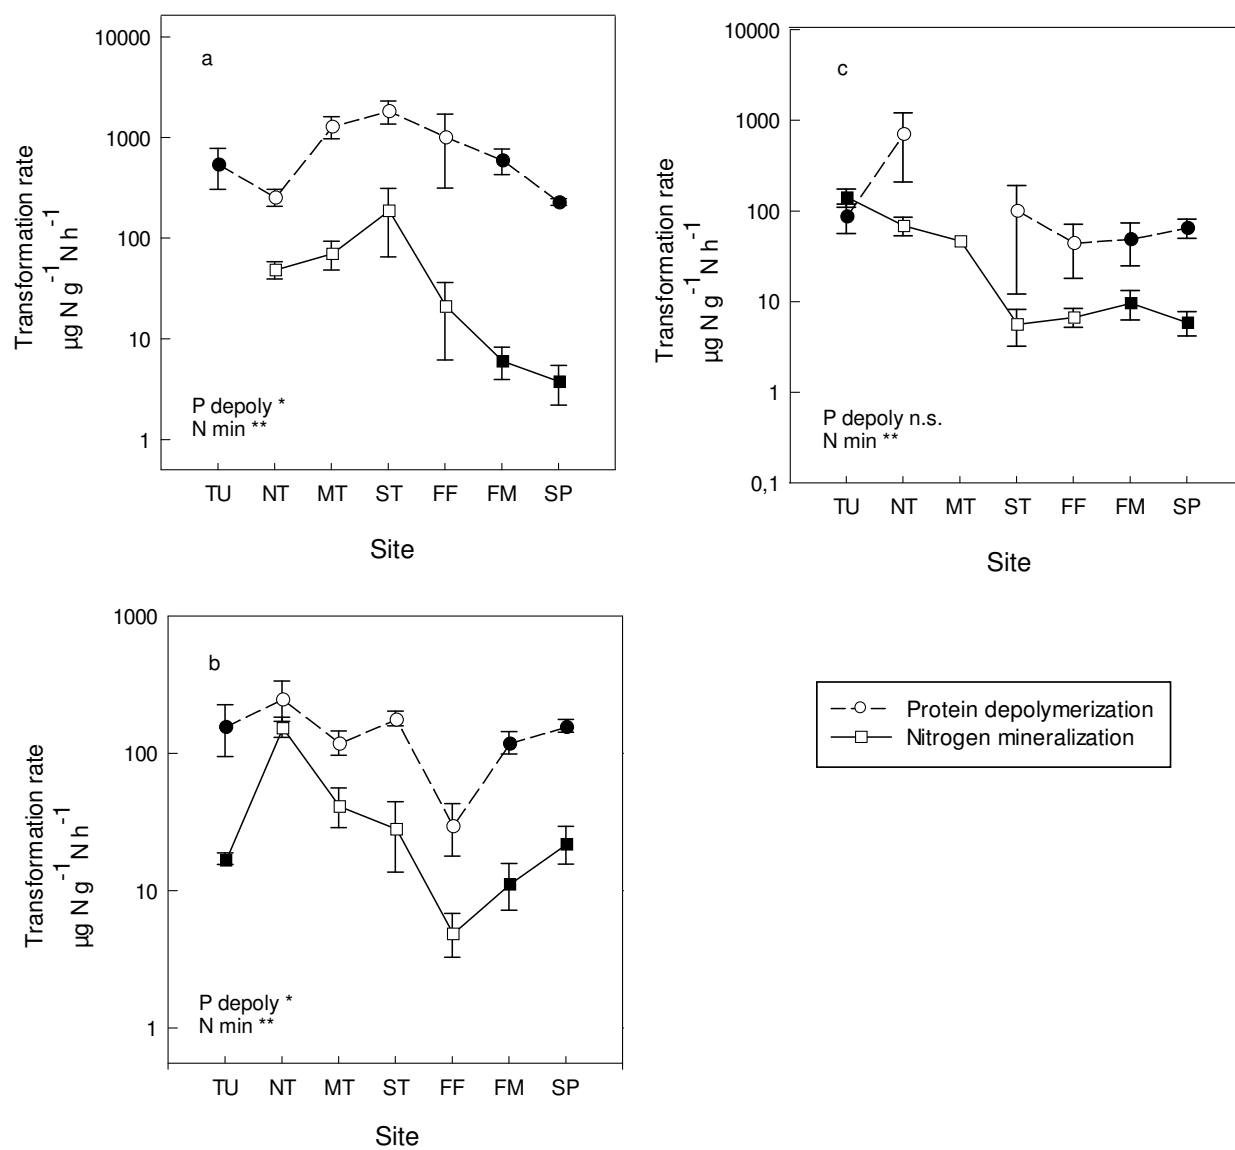 a
10000
1000
100
10
1
Transformation rate
µg N g-1 N h-1
P depoly *
N min **
TU NT MT ST FF FM SP
Site
c
10000
1000
100
10
1
0,1
Transformation rate
µg N g-1 N h-1
P depoly n.s.
N min **
TU NT MT ST FF FM SP
Site
b
1000
100
10
1
Transformation rate
µg N g-1 N h-1
P depoly *
N min **
TU NT MT ST FF FM SP
Site
Protein depolymerization
Nitrogen mineralization